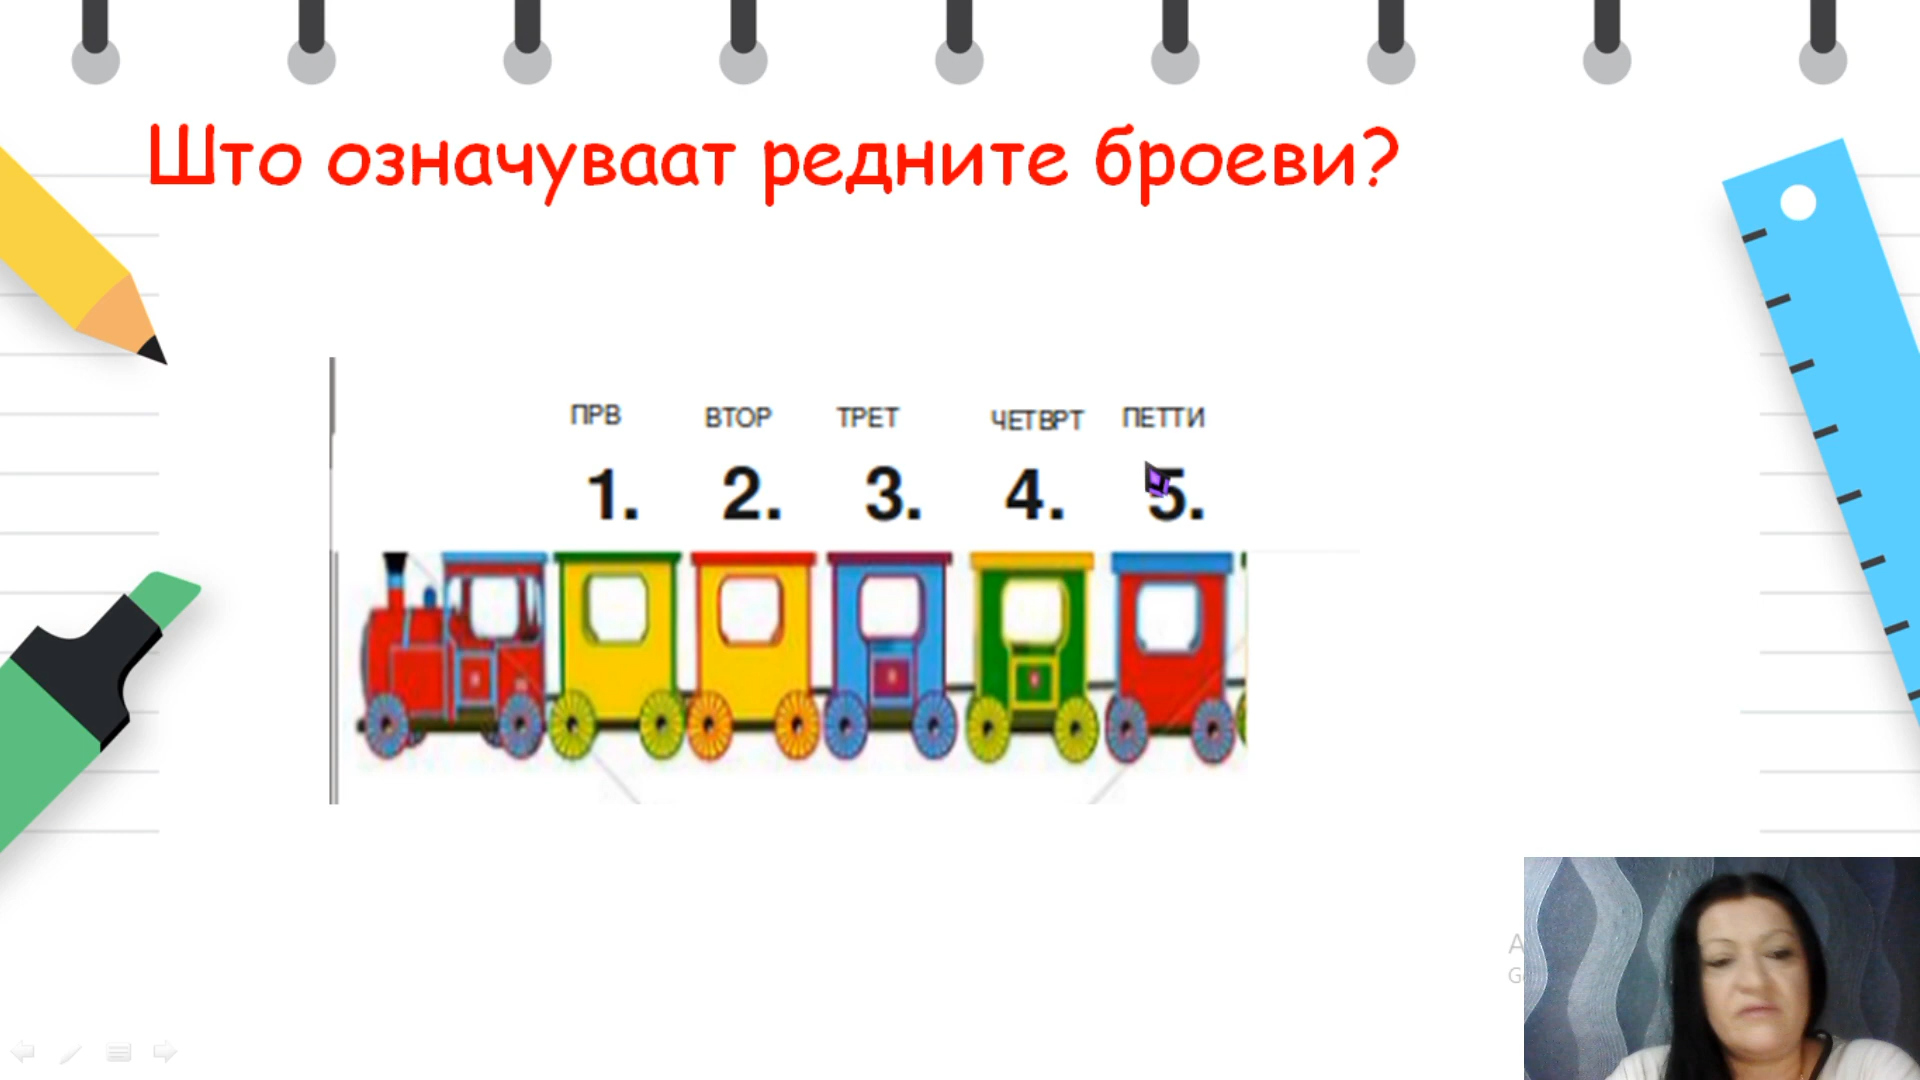 Што означуваат редните броеви?
ПРВ ВТОР ТРЕТ ЧЕТВРТ ПЕТТИ
1. 2. 3. 4. 5.